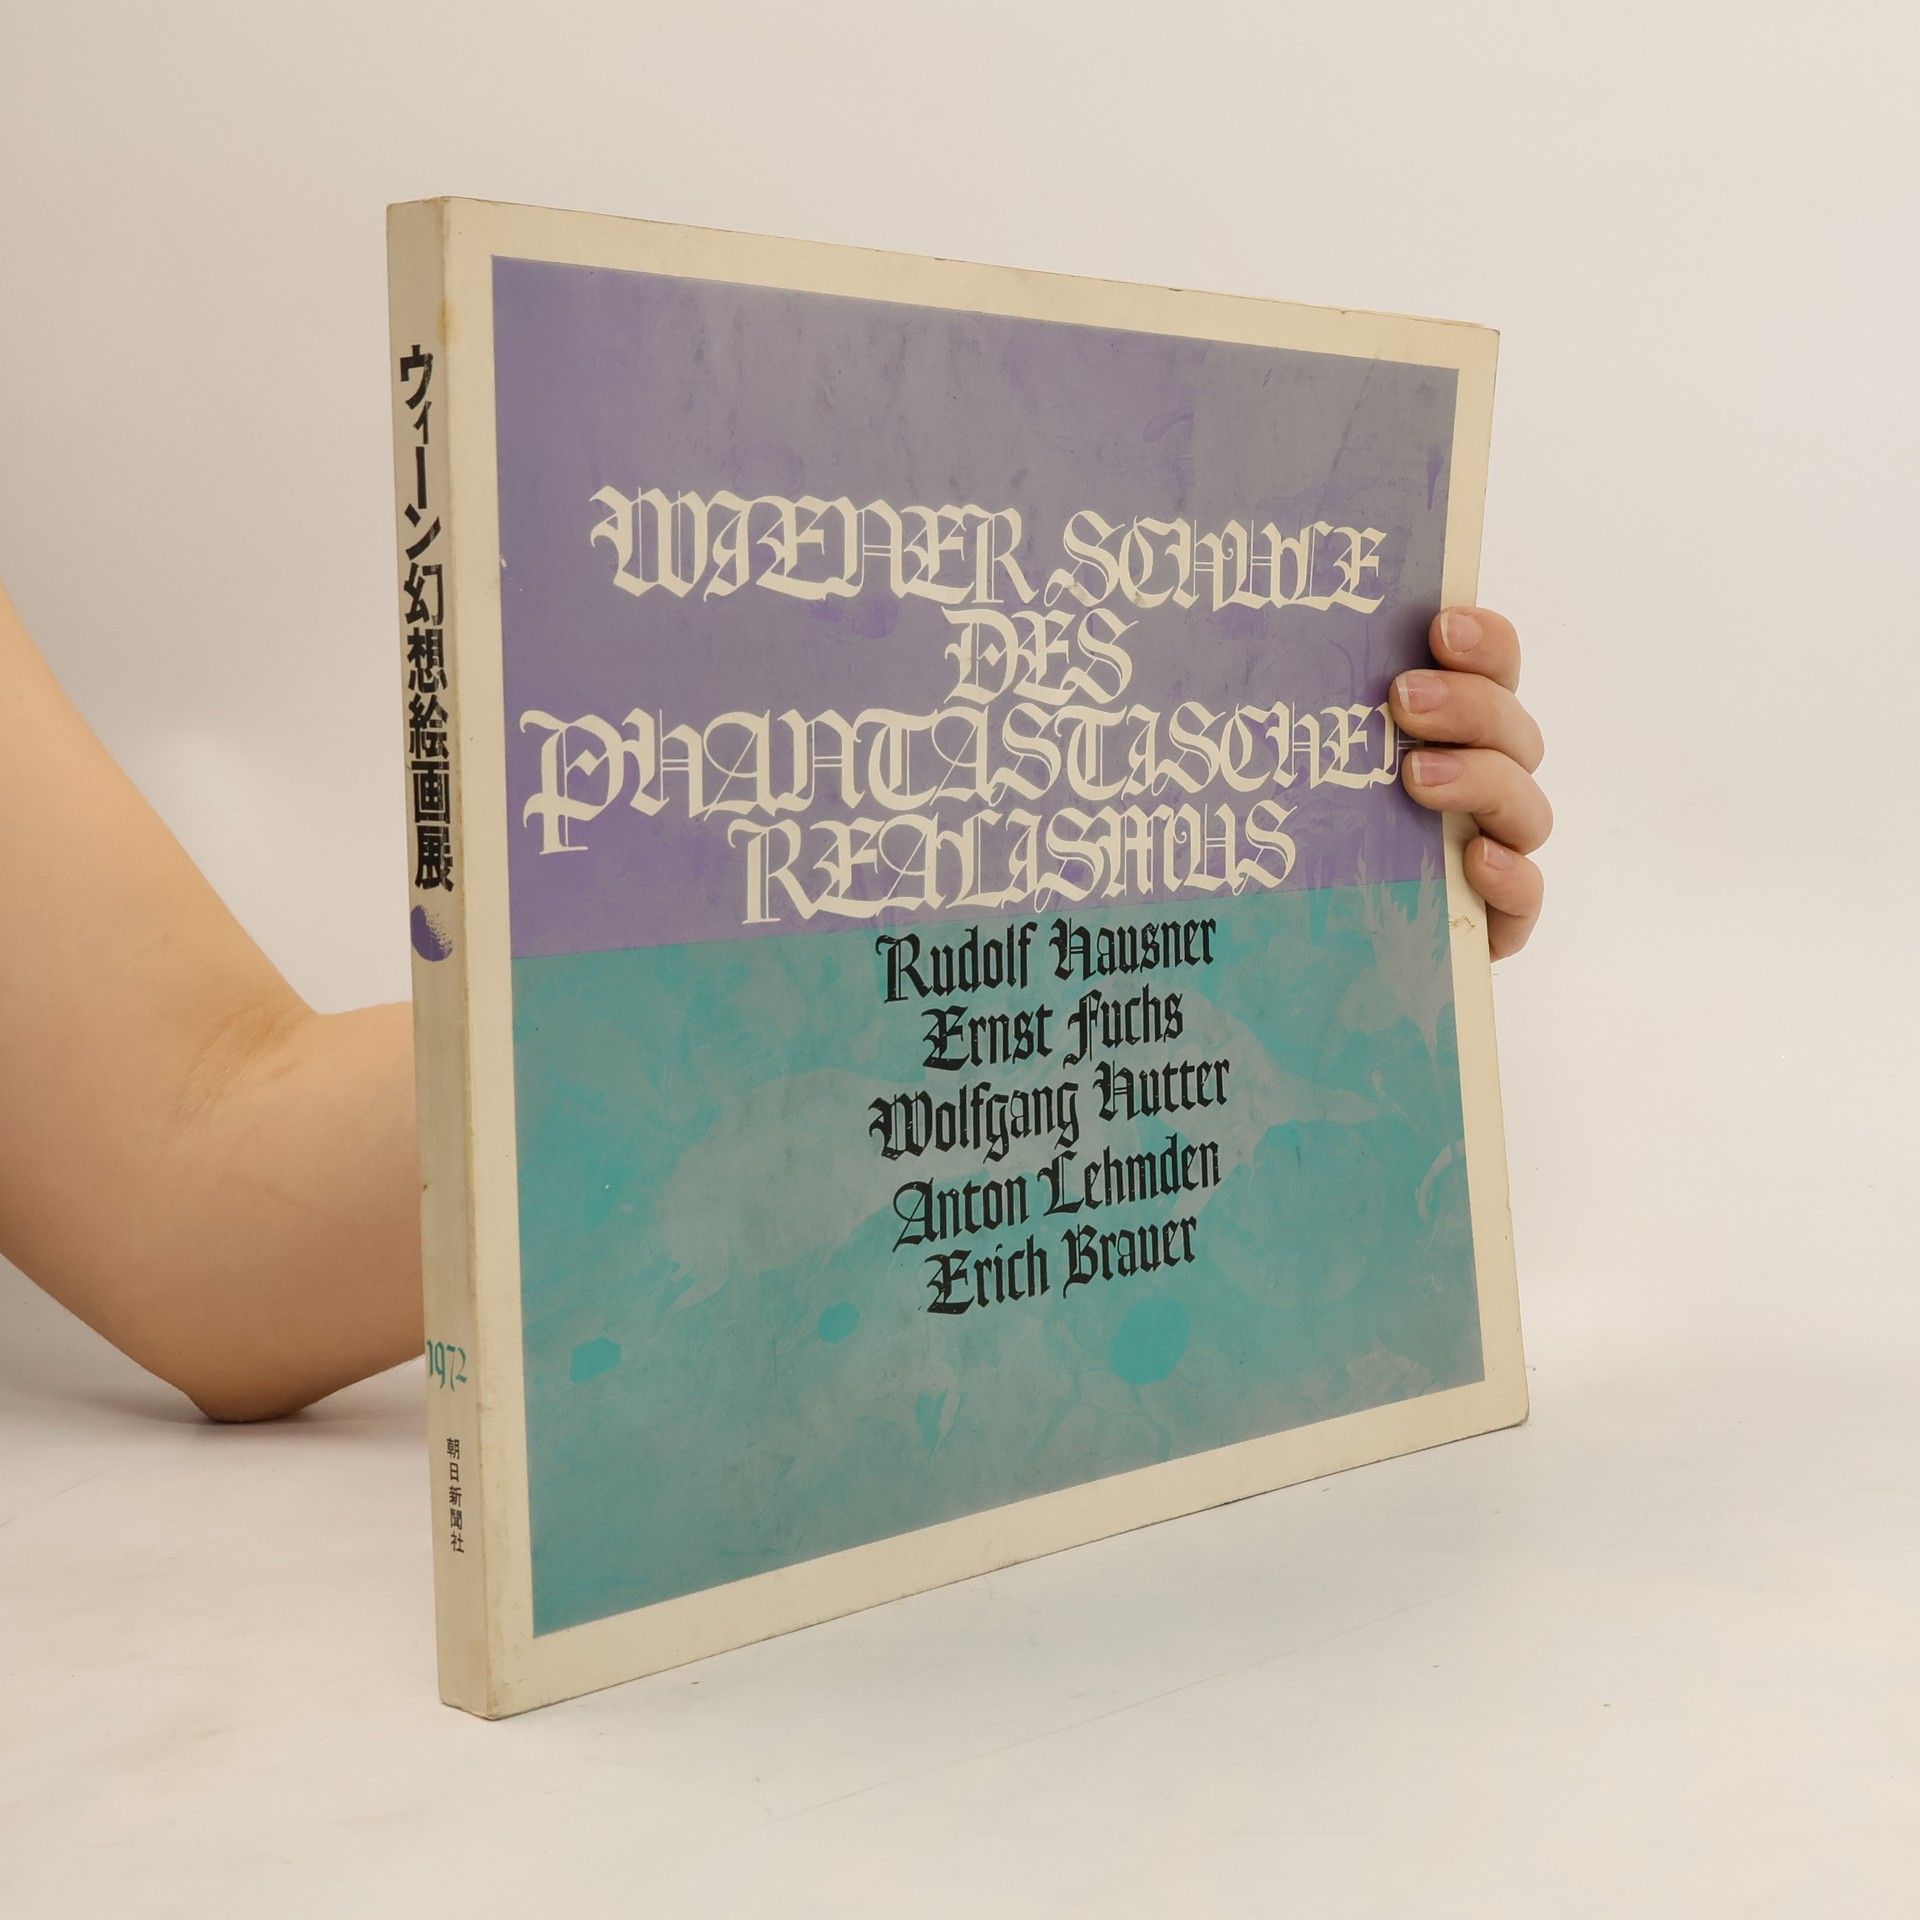 ウィーン幻想絵画展
1972
朝日新聞社
WIENER SCHULE
DES
PHANTASTISCHEN
REALISMUS
Rudolf Hausner
Ernst Fuchs
Wolfgang Hutter
Anton Lehmden
Erich Brauer